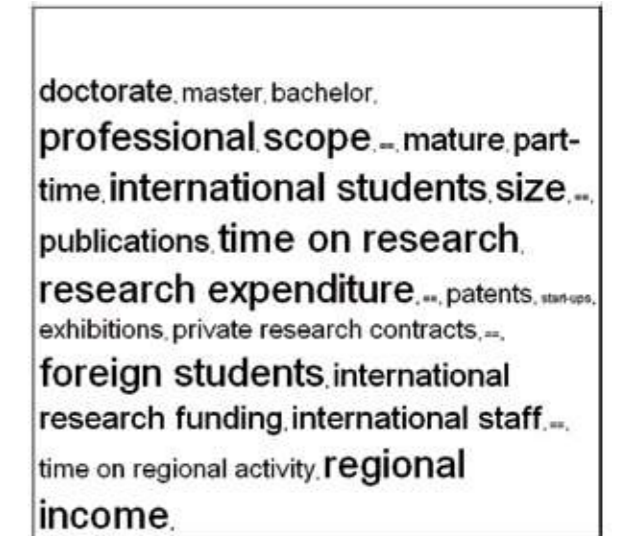 doctorate, master, bachelor,
professional, scope, --, mature, part-
time, international students, size, --,
publications, time on research,
research expenditure, --, patents, start-ups,
exhibitions, private research contracts, --,
foreign students, international
research funding, international staff, --,
time on regional activity, regional
income,